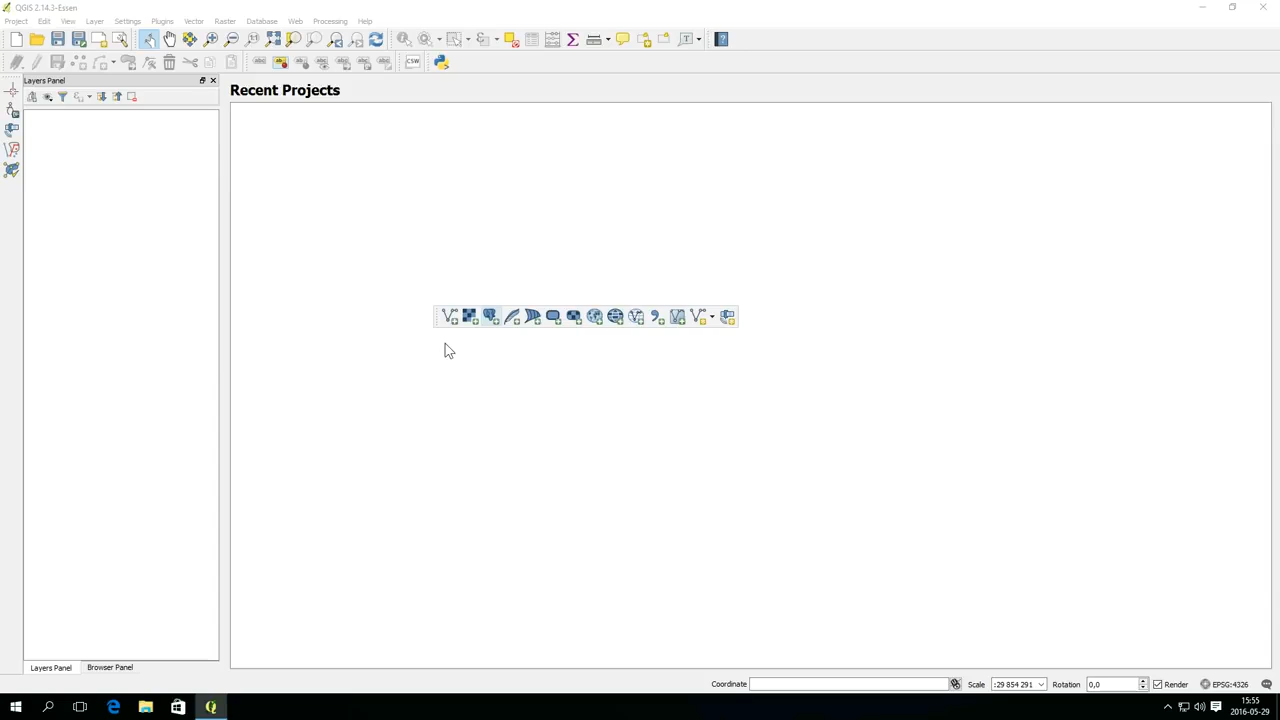 QGIS 2.14.3-Essen
Project Edit View Layer Settings Plugins Vector Raster Database Web Processing Help
CSW
Layers Panel
Recent Projects
Layers Panel Browser Panel
Coordinate Scale :29 854 291 Rotation 0,0 Render EPSG:4326
15:55
2016-05-29